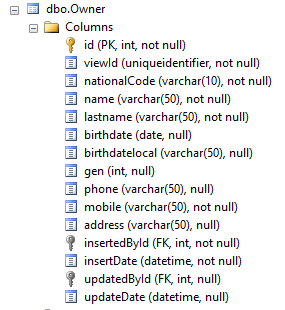 dbo.Owner
Columns
id (PK, int, not null)
viewId (uniqueidentifier, not null)
nationalCode (varchar(10), not null)
name (varchar(50), not null)
lastname (varchar(50), not null)
birthdate (date, null)
birthdatelocal (varchar(50), null)
gen (int, null)
phone (varchar(50), null)
mobile (varchar(50), null)
address (varchar(50), null)
insertedById (FK, int, not null)
insertDate (datetime, not null)
updatedById (FK, int, null)
updateDate (datetime, null)